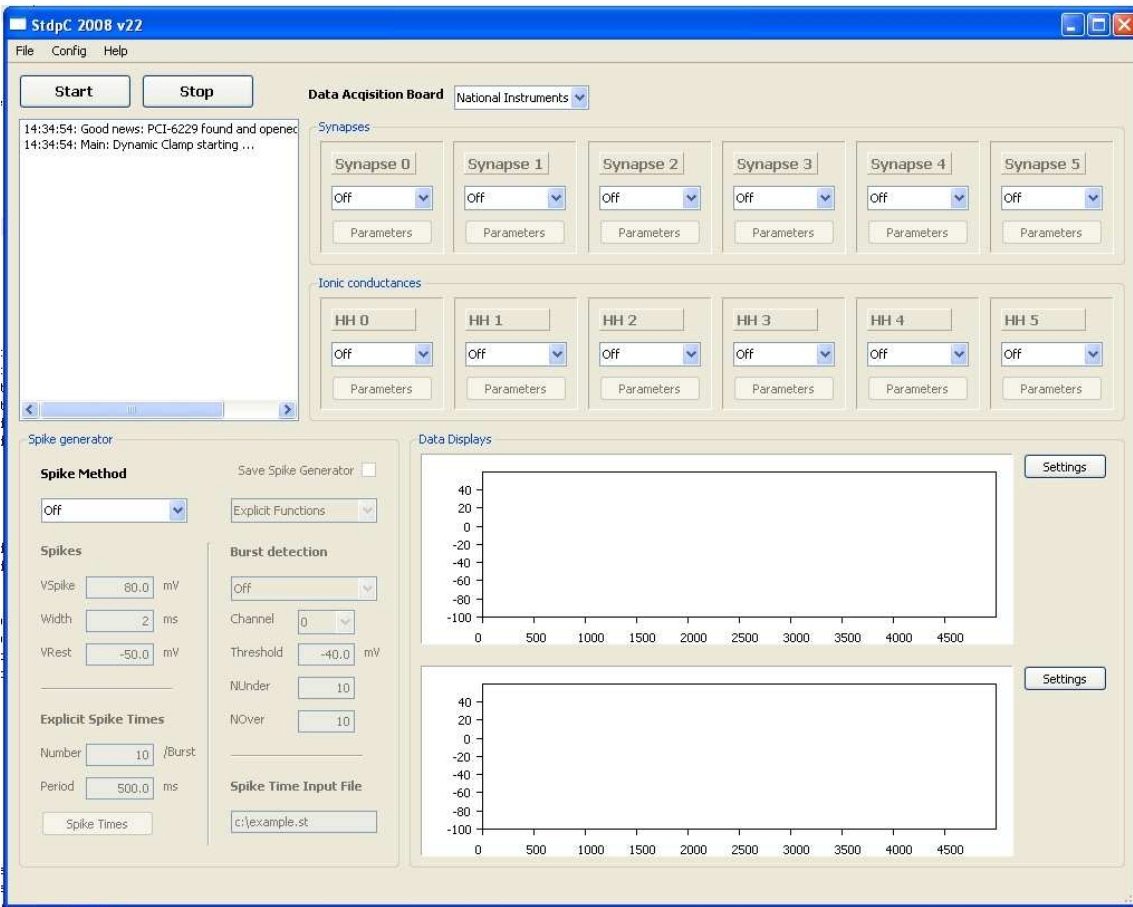 StdpC 2008 v22
File Config Help
Start Stop
Data Acqisition Board National Instruments
14:34:54: Good news: PCI-6229 found and opened
14:34:54: Main: Dynamic Clamp starting ...
Synapses
Synapse 0 Synapse 1 Synapse 2 Synapse 3 Synapse 4 Synapse 5
Off Off Off Off Off Off
Parameters Parameters Parameters Parameters Parameters Parameters
Ionic conductances
HH 0 HH 1 HH 2 HH 3 HH 4 HH 5
Off Off Off Off Off Off
Parameters Parameters Parameters Parameters Parameters Parameters
Spike generator
Spike Method
Save Spike Generator
Off
Explicit Functions
Spikes
VSpike 80.0 mV
Width 2 ms
VRest -50.0 mV
Explicit Spike Times
Number 10 /Burst
Period 500.0 ms
Spike Times
Burst detection
Off
Channel 0
Threshold -40.0 mV
NUnder 10
NOver 10
Spike Time Input File
c:\example.st
Data Displays
Settings
40
20
0
-20
-40
-60
-80
-100
0 500 1000 1500 2000 2500 3000 3500 4000 4500
Settings
40
20
0
-20
-40
-60
-80
-100
0 500 1000 1500 2000 2500 3000 3500 4000 4500